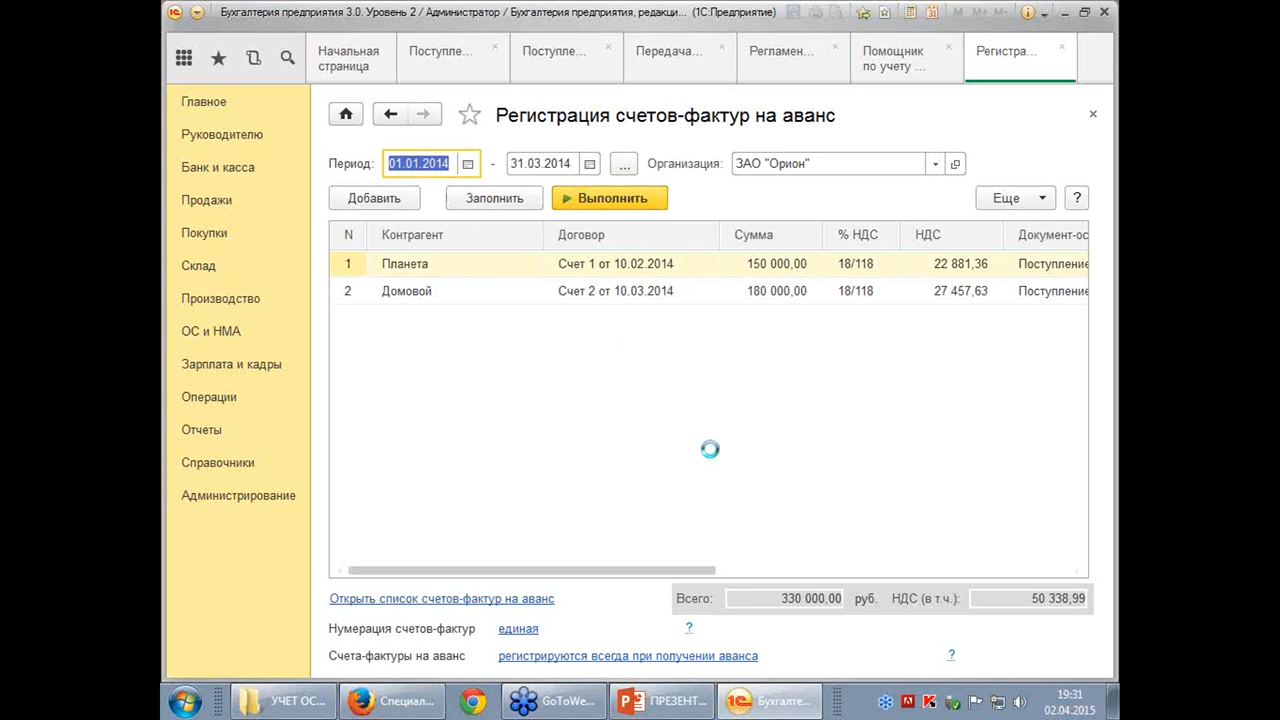 Бухгалтерия предприятия 3.0. Уровень 2 / Администратор / Бухгалтерия предприятия, редакци... (1С:Предприятие)
M M+ M-
Начальная страница
Поступле...
Поступле...
Передача...
Регламен...
Помощник по учету ...
Регистра...
Главное
Руководителю
Банк и касса
Продажи
Покупки
Склад
Производство
ОС и НМА
Зарплата и кадры
Операции
Отчеты
Справочники
Администрирование
Регистрация счетов-фактур на аванс
Период: 01.01.2014 - 31.03.2014 ... Организация: ЗАО "Орион"
Добавить Заполнить Выполнить Еще ?
N Контрагент Договор Сумма % НДС НДС Документ-ос
1 Планета Счет 1 от 10.02.2014 150 000,00 18/118 22 881,36 Поступление
2 Домовой Счет 2 от 10.03.2014 180 000,00 18/118 27 457,63 Поступление
Открыть список счетов-фактур на аванс Всего: 330 000,00 руб. НДС (в т.ч.): 50 338,99
Нумерация счетов-фактур единая ?
Счета-фактуры на аванс регистрируются всегда при получении аванса ?
УЧЕТ ОС... Специал... GoToWe... ПРЕЗЕНТ... Бухгалте... 19:31
02.04.2015